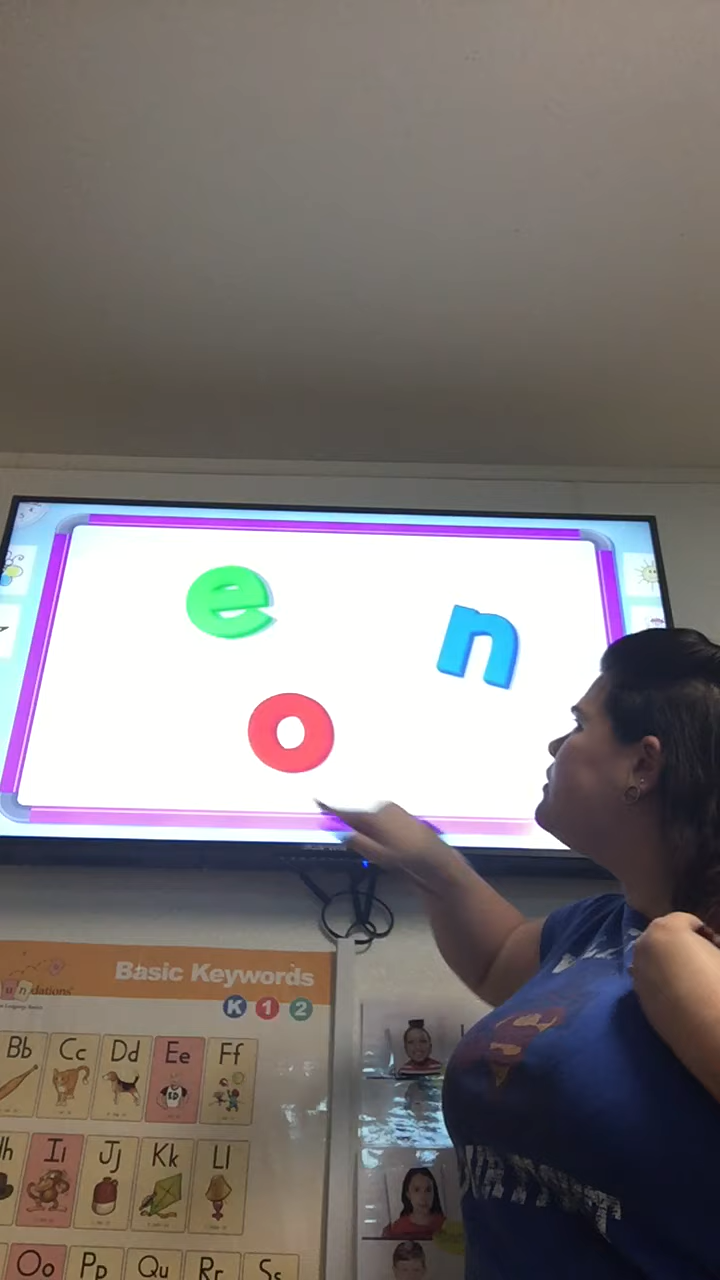 e
n
o
Basic Keywords
K 1 2
Bb Cc Dd Ee Ff
Ii Jj Kk Ll
Oo Pp Qu Rr Ss